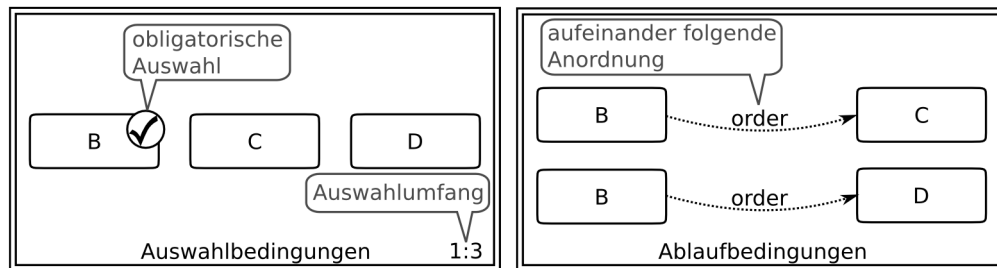 obligatorische
Auswahl
B
C
D
Auswahlumfang
Auswahlbedingungen
1:3
aufeinander folgende
Anordnung
B
order
C
B
order
D
Ablaufbedingungen